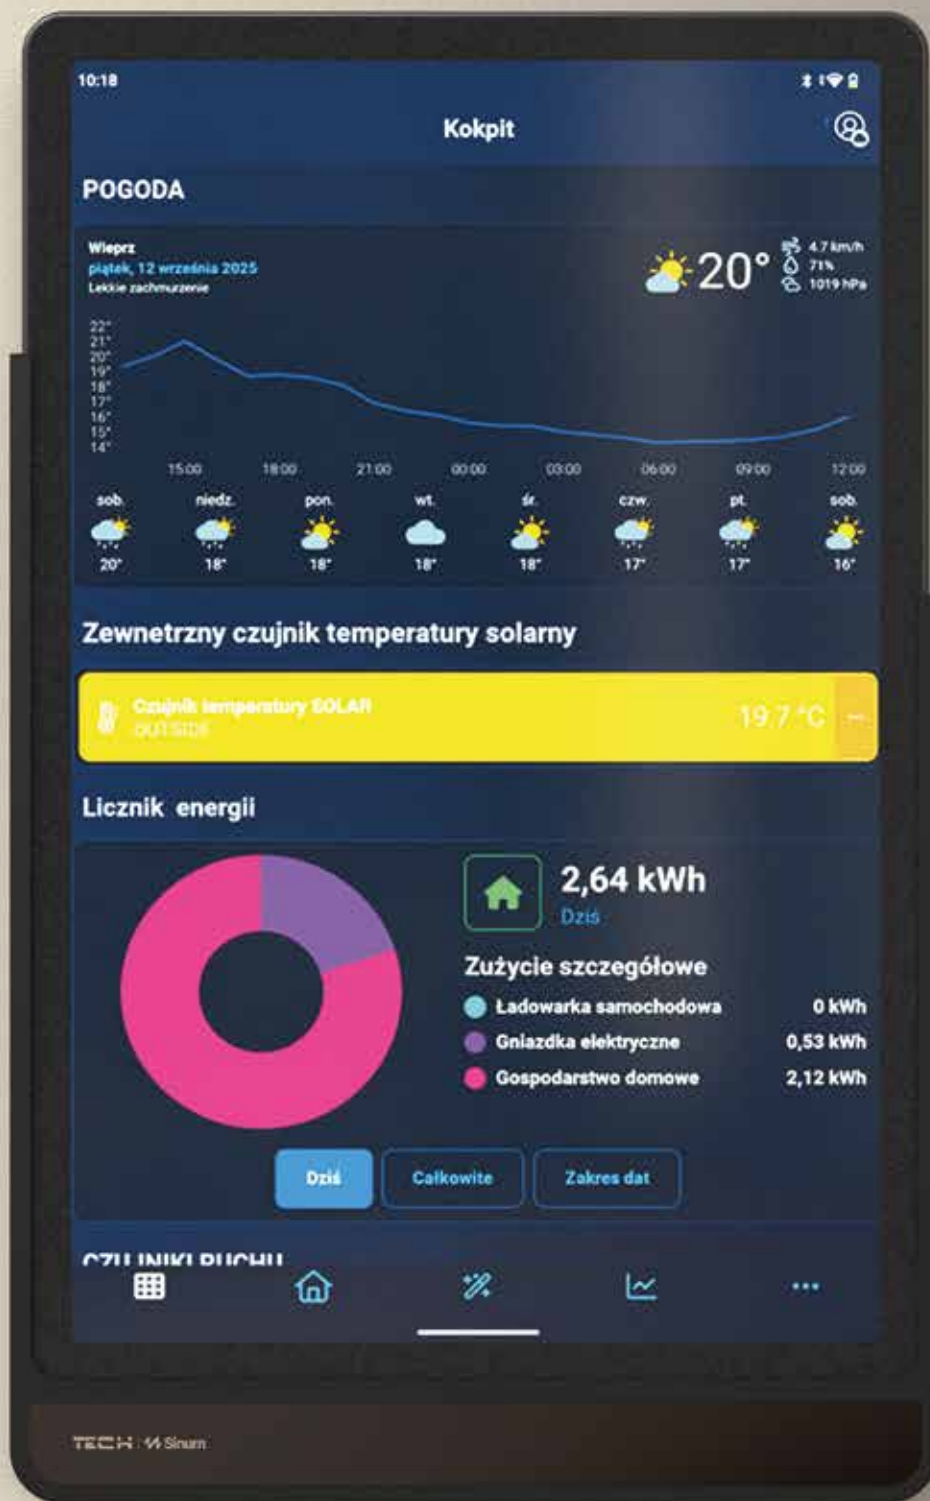 10:18
Kokpit
POGODA
Wieprz
piątek, 12 września 2025
Lekkie zachmurzenie
20°
4.7 km/h
71%
1019 hPa
22°
21°
20°
19°
18°
17°
16°
15°
14°
15:00 18:00 21:00 00:00 03:00 06:00 09:00 12:00
sob. niedz. pon. wt. śr. czw. pt. sob.
20° 18° 18° 18° 18° 17° 17° 16°
Zewnetrzny czujnik temperatury solarny
Czujnik temperatury SOLAR
OUTSIDE
19.7 °C
Licznik energii
2,64 kWh
Dziś
Zużycie szczegółowe
Ładowarka samochodowa 0 kWh
Gniazdka elektryczne 0,53 kWh
Gospodarstwo domowe 2,12 kWh
Dziś Całkowite Zakres dat
CZUJNIKI RUCHU
TECH Sinum